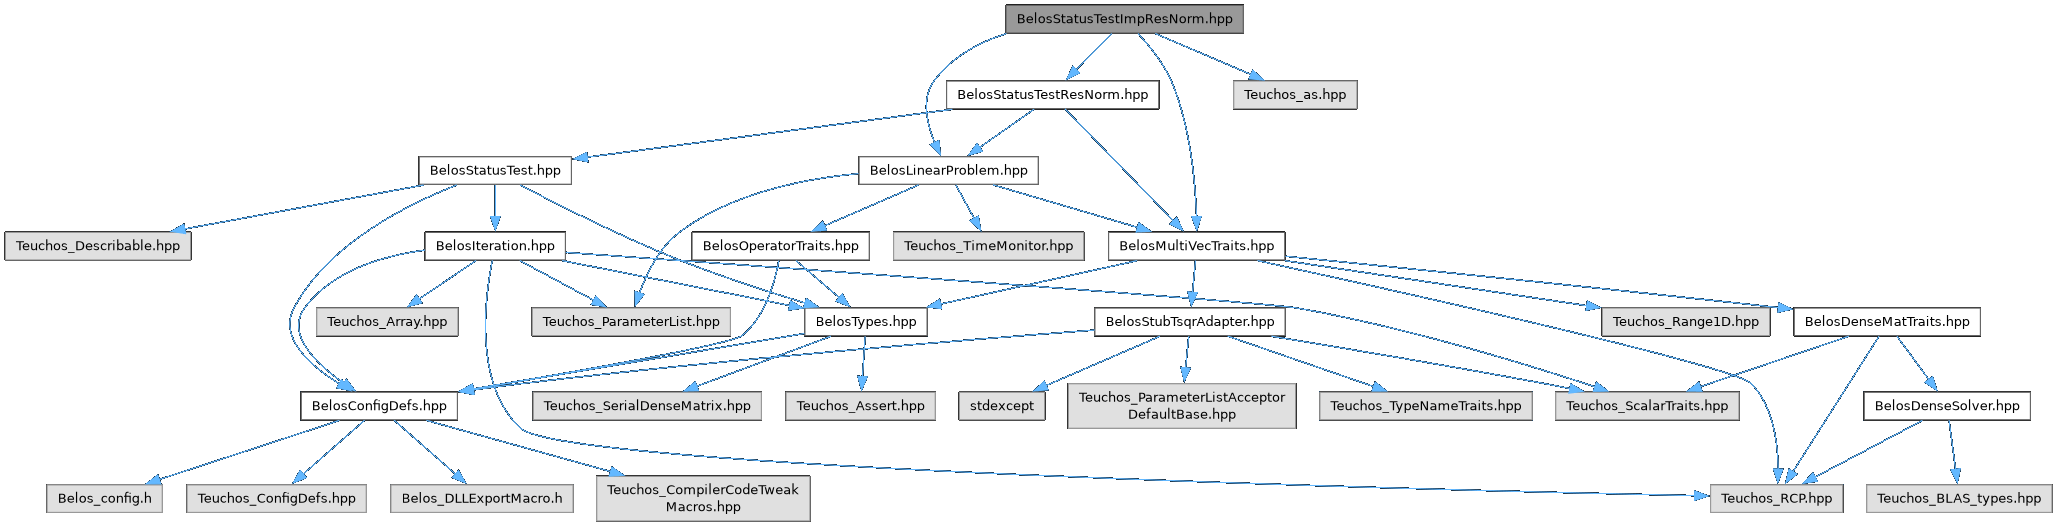 BelosStatusTestImpResNorm.hpp
BelosStatusTestResNorm.hpp
Teuchos_as.hpp
BelosStatusTest.hpp
BelosLinearProblem.hpp
Teuchos_Describable.hpp
BelosIteration.hpp
BelosOperatorTraits.hpp
Teuchos_TimeMonitor.hpp
BelosMultiVecTraits.hpp
Teuchos_Array.hpp
Teuchos_ParameterList.hpp
BelosTypes.hpp
BelosStubTsqrAdapter.hpp
Teuchos_Range1D.hpp
BelosDenseMatTraits.hpp
BelosConfigDefs.hpp
Teuchos_SerialDenseMatrix.hpp
Teuchos_Assert.hpp
stdexcept
Teuchos_ParameterListAcceptor
DefaultBase.hpp
Teuchos_TypeNameTraits.hpp
Teuchos_ScalarTraits.hpp
BelosDenseSolver.hpp
Belos_config.h
Teuchos_ConfigDefs.hpp
Belos_DLLExportMacro.h
Teuchos_CompilerCodeTweak
Macros.hpp
Teuchos_RCP.hpp
Teuchos_BLAS_types.hpp